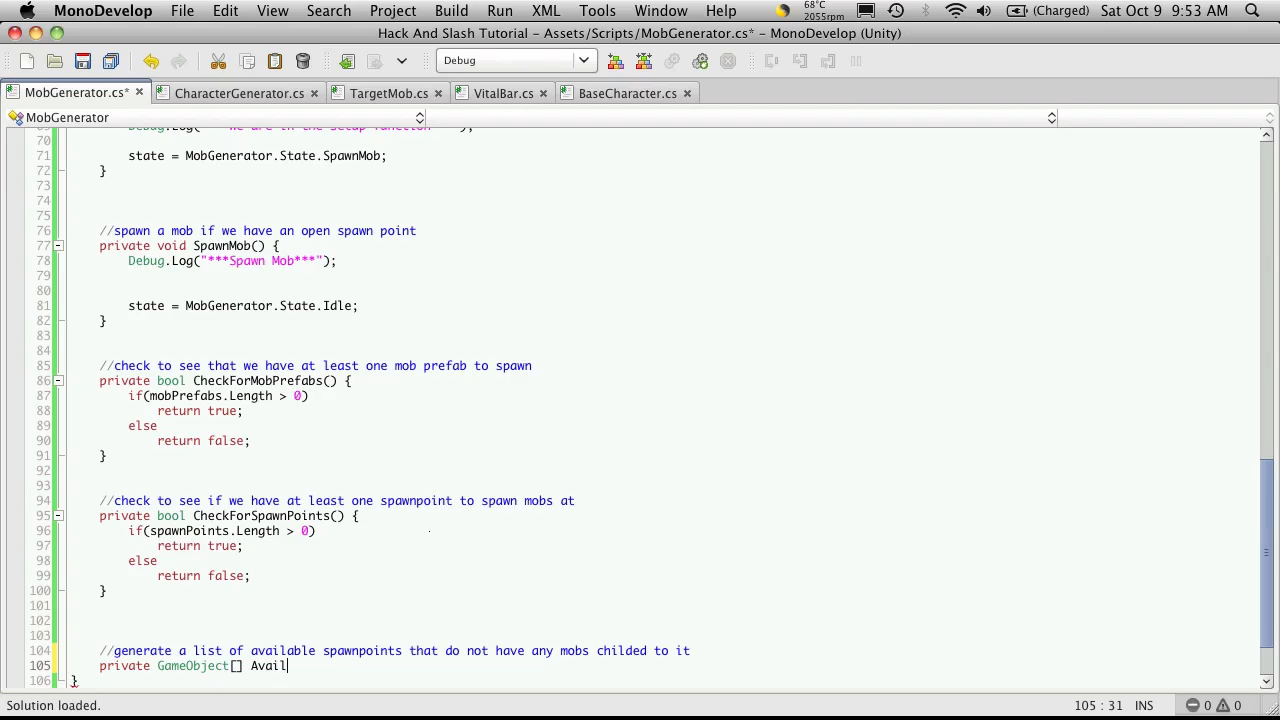 MonoDevelop File Edit View Search Project Build Run XML Tools Window Help 68°C 2055rpm (Charged) Sat Oct 9 9:53 AM
Hack And Slash Tutorial - Assets/Scripts/MobGenerator.cs* - MonoDevelop (Unity)
Debug
MobGenerator.cs* CharacterGenerator.cs TargetMob.cs VitalBar.cs BaseCharacter.cs
MobGenerator
70
71 state = MobGenerator.State.SpawnMob;
72 }
73
74
75
76 //spawn a mob if we have an open spawn point
77 private void SpawnMob() {
78 Debug.Log("***Spawn Mob***");
79
80
81 state = MobGenerator.State.Idle;
82 }
83
84
85 //check to see that we have at least one mob prefab to spawn
86 private bool CheckForMobPrefabs() {
87 if(mobPrefabs.Length > 0)
88 return true;
89 else
90 return false;
91 }
92
93
94 //check to see if we have at least one spawnpoint to spawn mobs at
95 private bool CheckForSpawnPoints() {
96 if(spawnPoints.Length > 0)
97 return true;
98 else
99 return false;
100 }
101
102
103
104 //generate a list of available spawnpoints that do not have any mobs childed to it
105 private GameObject[] Avail
106 }
Solution loaded. 105 : 31 INS 0 0